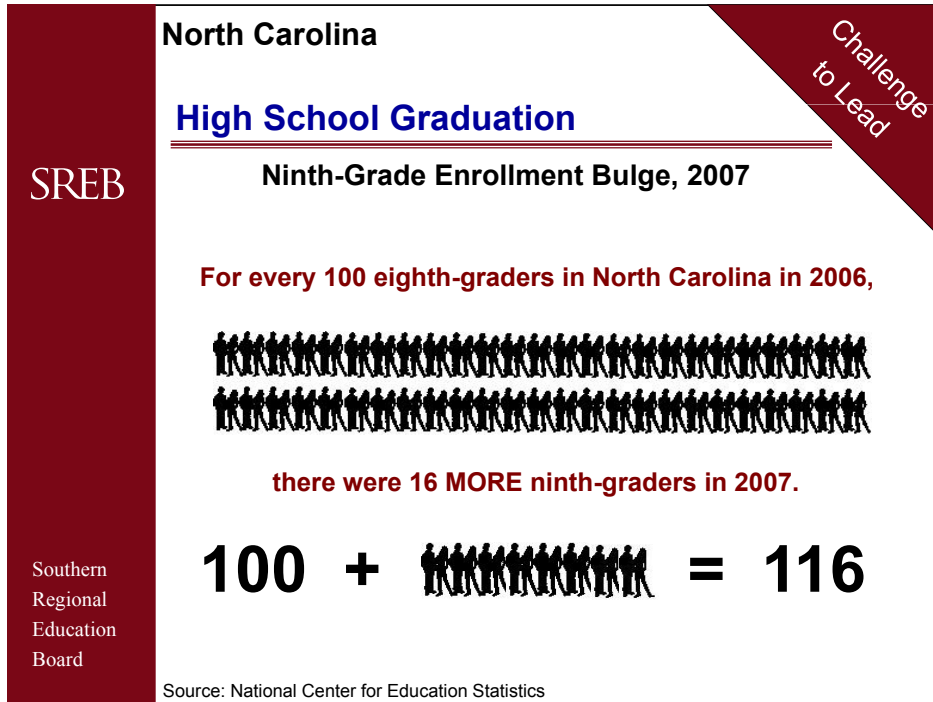 North Carolina
Challenge
to Lead
High School Graduation
SREB
Ninth-Grade Enrollment Bulge, 2007
For every 100 eighth-graders in North Carolina in 2006,
there were 16 MORE ninth-graders in 2007.
100 + = 116
Southern
Regional
Education
Board
Source: National Center for Education Statistics